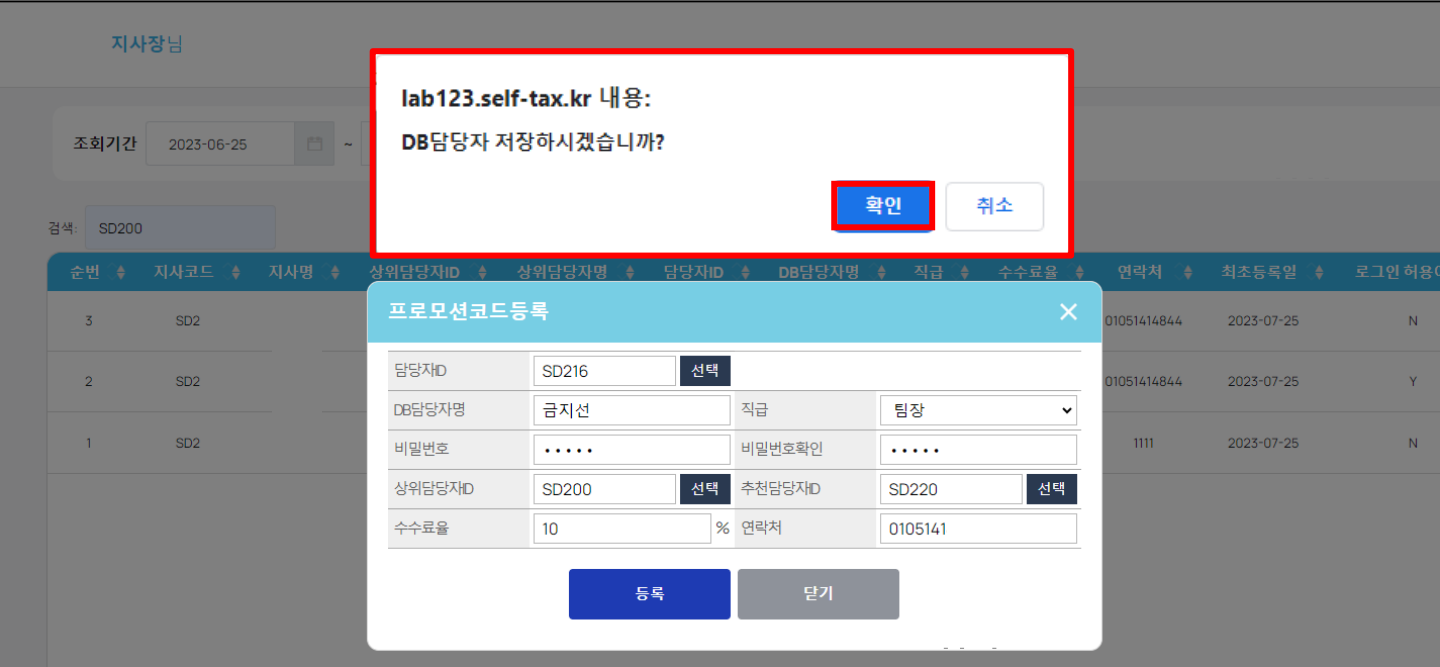 지사장님
lab123.self-tax.kr 내용:
DB담당자 저장하시겠습니까?
확인 취소
조회기간 2023-06-25 ~
검색: SD200
순번 지사코드 지사명 상위담당자ID 상위담당자명 담당자ID DB담당자명 직급 수수료율 연락처 최초등록일 로그인 허용
3 SD2 01051414844 2023-07-25 N
2 SD2 01051414844 2023-07-25 Y
1 SD2 1111 2023-07-25 N
프로모션코드등록
담당자ID SD216 선택
DB담당자명 금지선 직급 팀장
비밀번호 ••••• 비밀번호확인 •••••
상위담당자ID SD200 선택 추천담당자ID SD220 선택
수수료율 10 % 연락처 0105141
등록 닫기